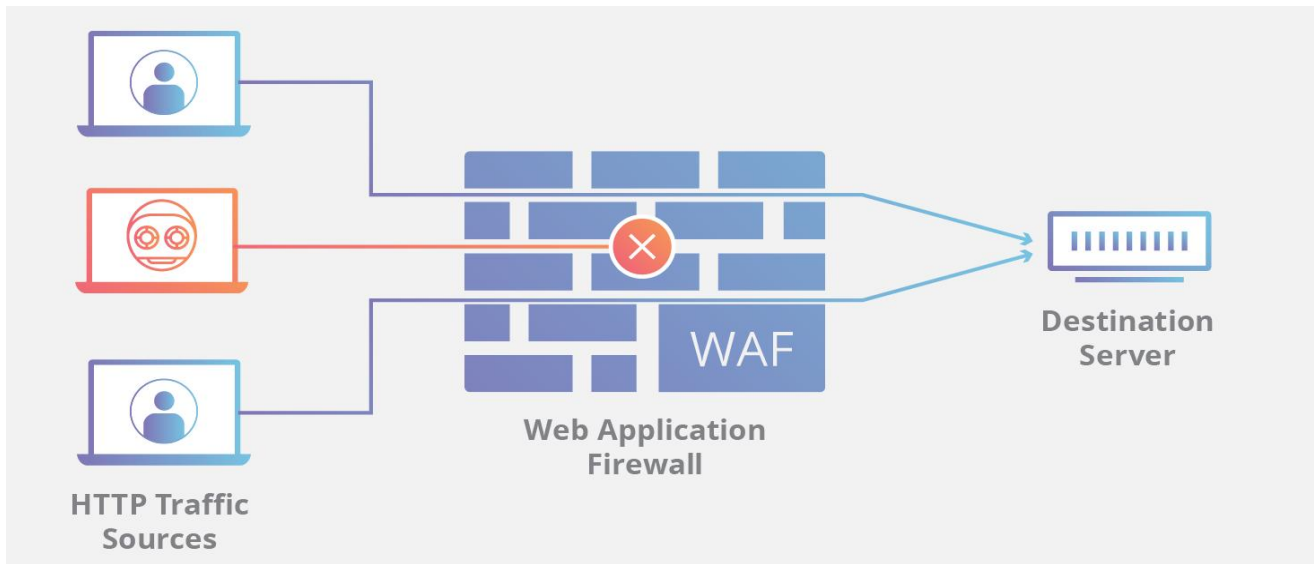 WAF
Web Application
Firewall
HTTP Traffic
Sources
Destination
Server